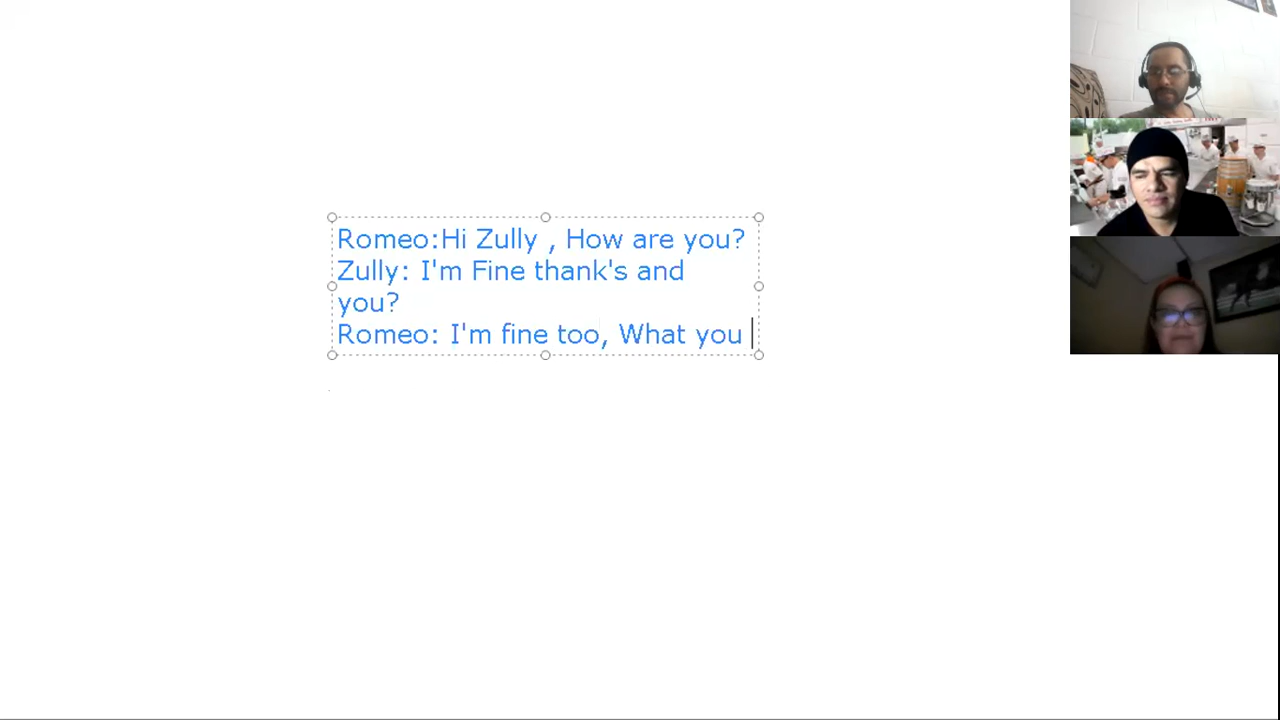 Romeo:Hi Zully , How are you?
Zully: I'm Fine thank's and
you?
Romeo: I'm fine too, What you